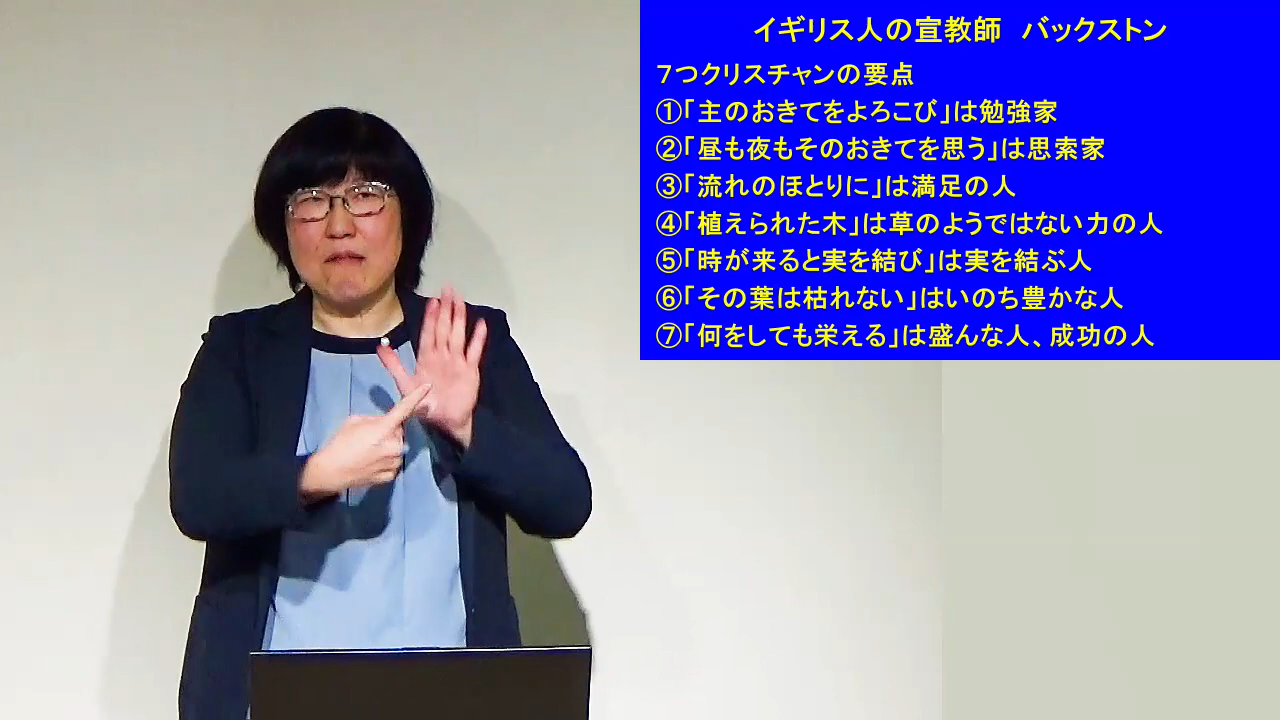 イギリス人の宣教師　バックストン
７つクリスチャンの要点
①「主のおきてをよろこび」は勉強家
②「昼も夜もそのおきてを思う」は思索家
③「流れのほとりに」は満足の人
④「植えられた木」は草のようではない力の人
⑤「時が来ると実を結び」は実を結ぶ人
⑥「その葉は枯れない」はいのち豊かな人
⑦「何をしても栄える」は盛んな人、成功の人